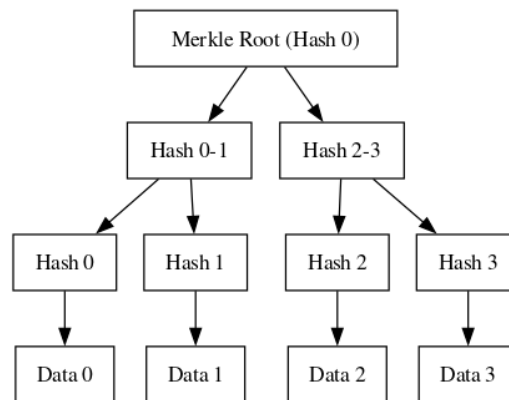 Merkle Root (Hash 0)
Hash 0-1
Hash 2-3
Hash 0
Hash 1
Hash 2
Hash 3
Data 0
Data 1
Data 2
Data 3